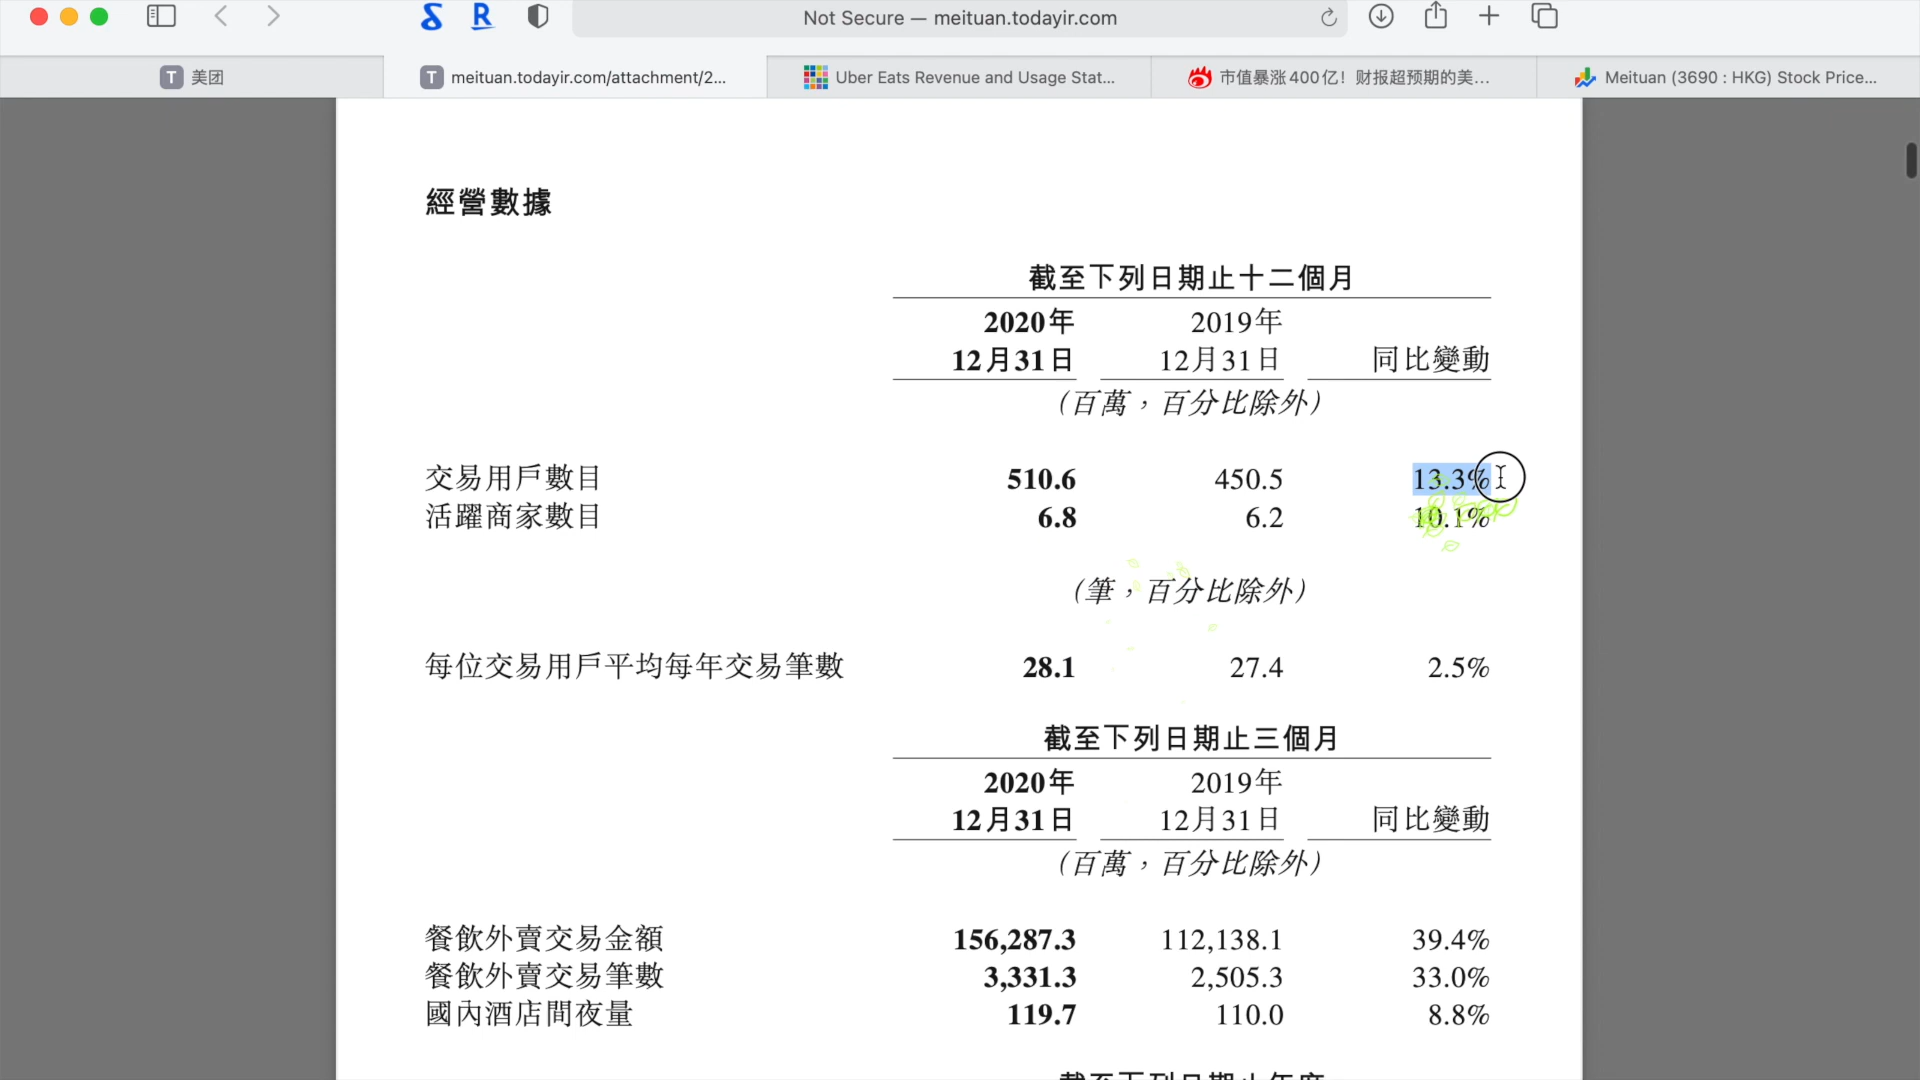 Not Secure — meituan.todayir.com
美团
meituan.todayir.com/attachment/2...
Uber Eats Revenue and Usage Stat...
市值暴涨400亿！财报超预期的美...
Meituan (3690 : HKG) Stock Price...
經營數據
截至下列日期止十二個月
2020年 2019年
12月31日 12月31日 同比變動
（百萬，百分比除外）
交易用戶數目 510.6 450.5 13.3%
活躍商家數目 6.8 6.2 10.1%
（筆，百分比除外）
每位交易用戶平均每年交易筆數 28.1 27.4 2.5%
截至下列日期止三個月
2020年 2019年
12月31日 12月31日 同比變動
（百萬，百分比除外）
餐飲外賣交易金額 156,287.3 112,138.1 39.4%
餐飲外賣交易筆數 3,331.3 2,505.3 33.0%
國內酒店間夜量 119.7 110.0 8.8%